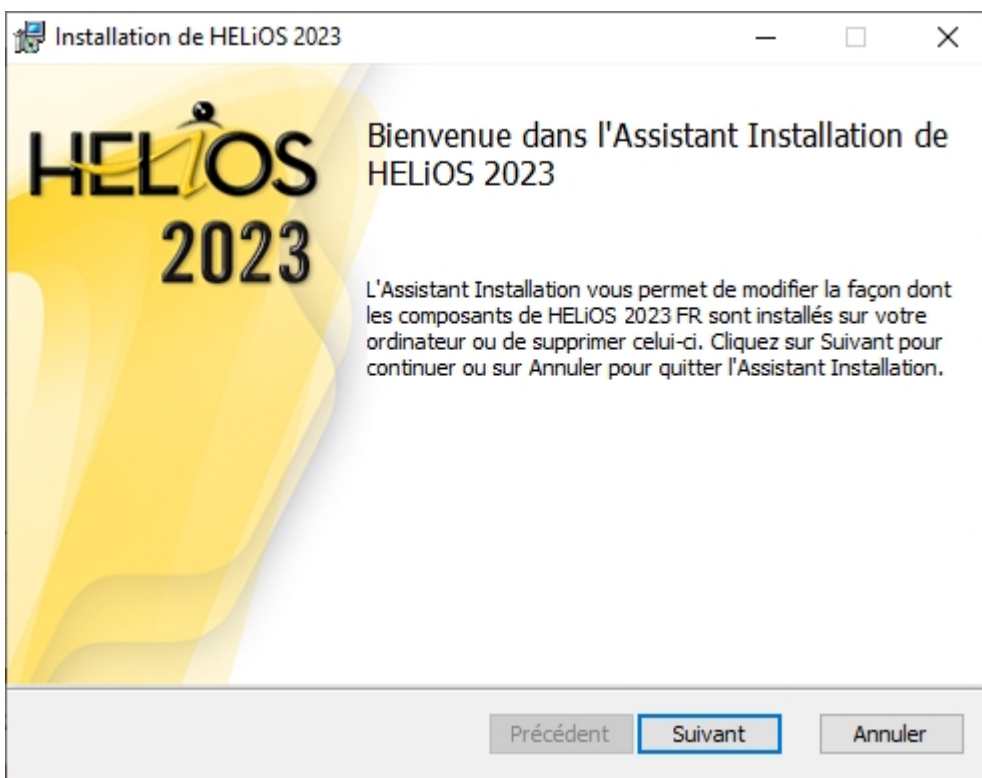 Installation de HELiOS 2023
HELiOS
2023
Bienvenue dans l'Assistant Installation de
HELiOS 2023
L'Assistant Installation vous permet de modifier la façon dont
les composants de HELiOS 2023 FR sont installés sur votre
ordinateur ou de supprimer celui-ci. Cliquez sur Suivant pour
continuer ou sur Annuler pour quitter l'Assistant Installation.
Précédent
Suivant
Annuler